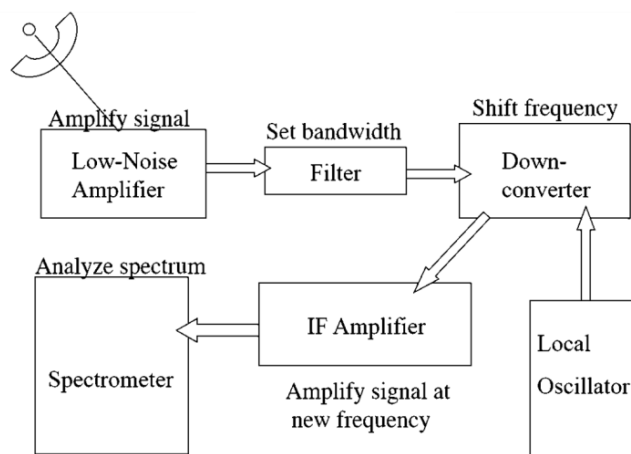 Amplify signal
Low-Noise
Amplifier
Set bandwidth
Filter
Shift frequency
Down-
converter
Analyze spectrum
Spectrometer
IF Amplifier
Amplify signal at
new frequency
Local
Oscillator